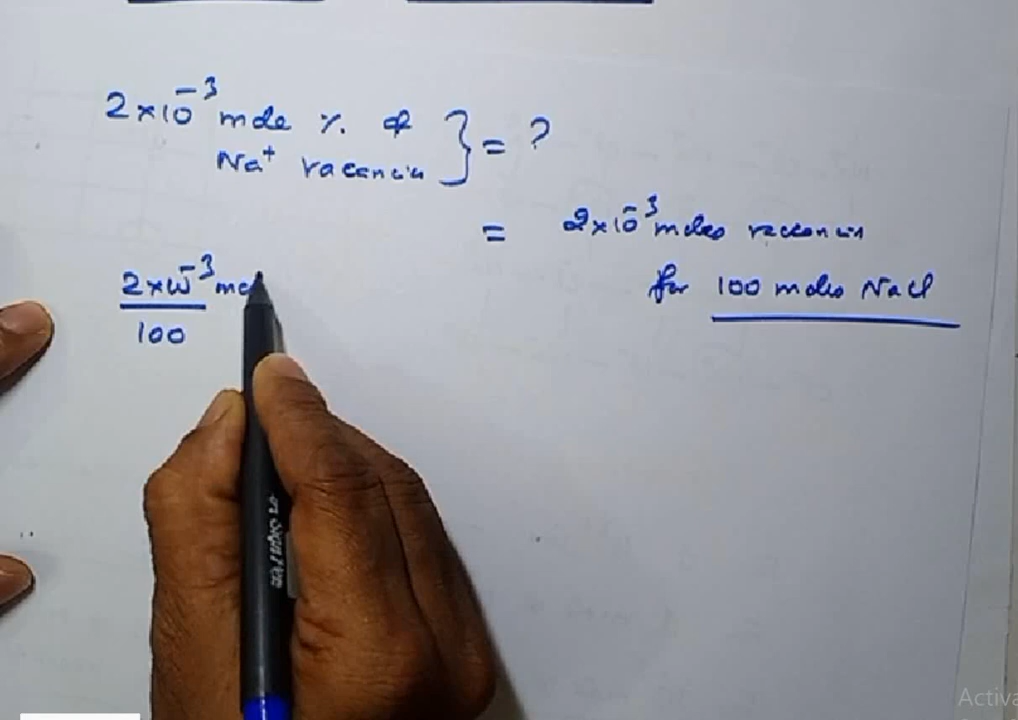 2×10⁻³ mole % of
Na⁺ vacancies } = ?
= 2×10⁻³ moles vacancies
for 100 moles NaCl
2×10⁻³ mo
100
Activa